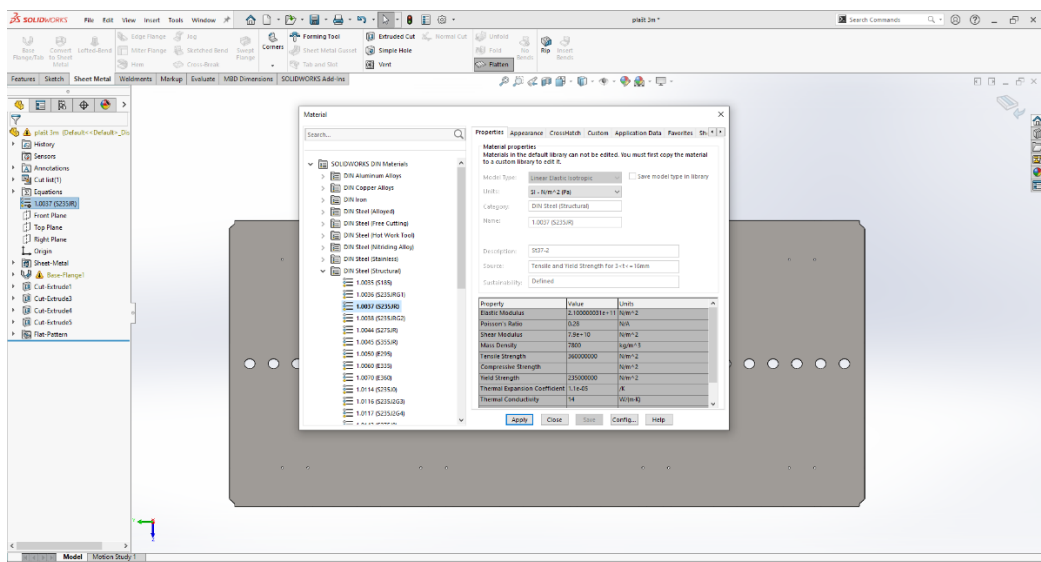 SOLIDWORKS File Edit View Insert Tools Window plašt 3m * Search Commands
Base Flange/Tab Convert to Sheet Metal Lofted-Bend Edge Flange Miter Flange Hem Jog Sketched Bend Cross-Break Swept Flange Corners Forming Tool Sheet Metal Gusset Tab and Slot Extruded Cut Simple Hole Vent Normal Cut Unfold Fold Flatten No Bends Rip Insert Bends
Features Sketch Sheet Metal Weldments Markup Evaluate MBD Dimensions SOLIDWORKS Add-Ins
History
Sensors
Annotations
Cut list(1)
Equations
1.0037 (S235JR)
Front Plane
Top Plane
Right Plane
Origin
Sheet-Metal
Base-Flange1
Cut-Extrude1
Cut-Extrude3
Cut-Extrude4
Cut-Extrude5
Flat-Pattern
Material
Search...
SOLIDWORKS DIN Materials
DIN Aluminum Alloys
DIN Copper Alloys
DIN Iron
DIN Steel (Alloyed)
DIN Steel (Free Cutting)
DIN Steel (Hot Work Tool)
DIN Steel (Nitriding Alloy)
DIN Steel (Stainless)
DIN Steel (Structural)
1.0035 (S185)
1.0036 (S235JRG1)
1.0037 (S235JR)
1.0038 (S235JRG2)
1.0044 (S275JR)
1.0045 (S355JR)
1.0050 (E295)
1.0060 (E335)
1.0070 (E360)
1.0114 (S235J0)
1.0116 (S235J2G3)
1.0117 (S235J2G4)
Properties Appearance CrossHatch Custom Application Data Favorites
Material properties
Materials in the default library can not be edited. You must first copy the material
to a custom library to edit it.
Model Type: Linear Elastic Isotropic Save model type in library
Units: SI - N/m^2 (Pa)
Category: DIN Steel (Structural)
Name: 1.0037 (S235JR)
Description: St37-2
Source: Tensile and Yield Strength for 3<t<=16mm
Sustainability: Defined
Property Value Units
Elastic Modulus 2.100000031e+11 N/m^2
Poisson's Ratio 0.28 N/A
Shear Modulus 7.9e+10 N/m^2
Mass Density 7800 kg/m^3
Tensile Strength 360000000 N/m^2
Compressive Strength N/m^2
Yield Strength 235000000 N/m^2
Thermal Expansion Coefficient 1.1e-05 /K
Thermal Conductivity 14 W/(m·K)
Apply Close Save Config... Help
Model Motion Study 1